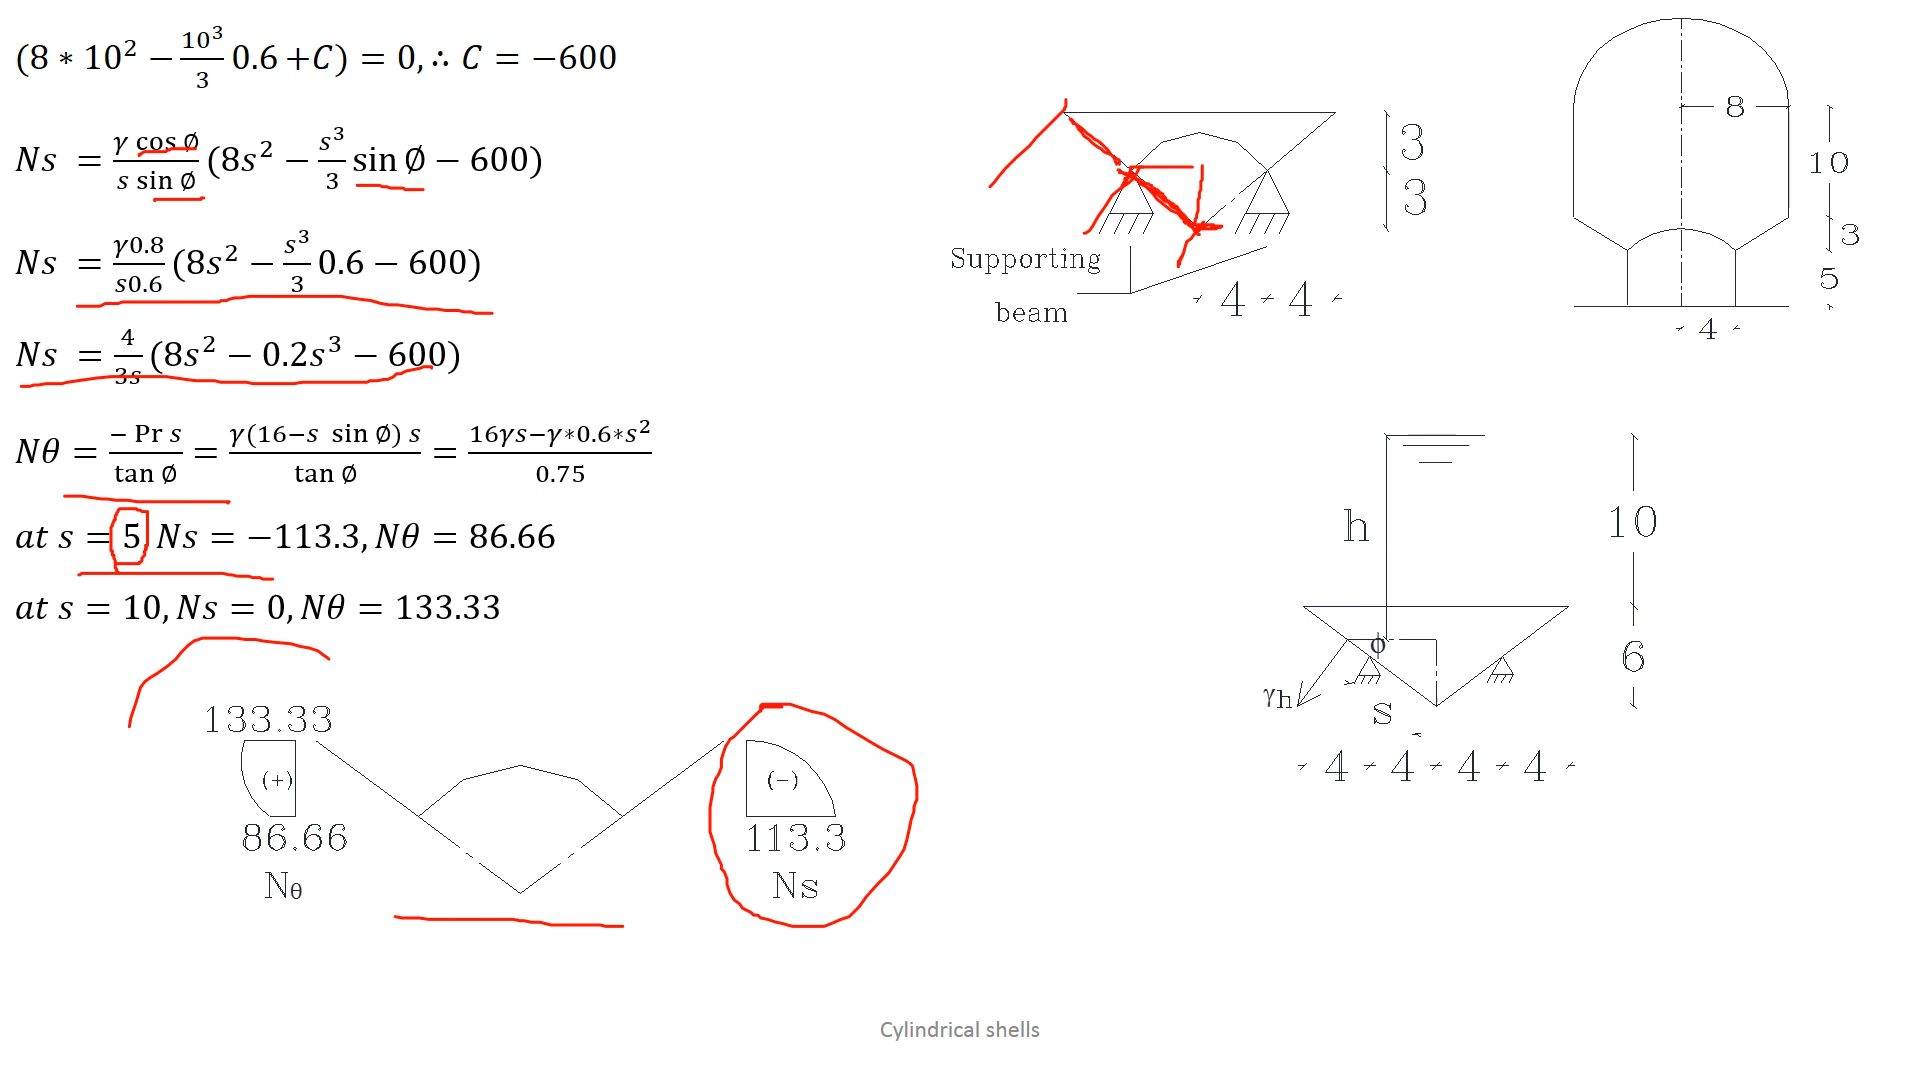 (8 ∗ 10² − 10³/3 0.6 + C) = 0, ∴ C = −600
Ns = γ cos ∅/s sin ∅ (8s² − s³/3 sin ∅ − 600)
Ns = γ0.8/s0.6 (8s² − s³/3 0.6 − 600)
Ns = 4/3s (8s² − 0.2s³ − 600)
Nθ = − Pr s/tan ∅ = γ(16−s sin ∅) s/tan ∅ = 16γs−γ∗0.6∗s²/0.75
at s = 5 Ns = −113.3, Nθ = 86.66
at s = 10, Ns = 0, Nθ = 133.33
133.33
(+)
86.66
Nθ
(−)
113.3
Ns
3
3
Supporting
beam
4 4
8
10
3
5
4
h
10
ϕ
6
γh
s
4 4 4 4
Cylindrical shells